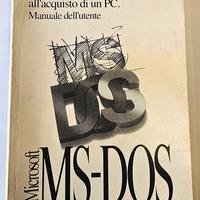 all'acquisto di un PC.
Manuale dell'utente
MS
DOS
Microsoft
MS-DOS